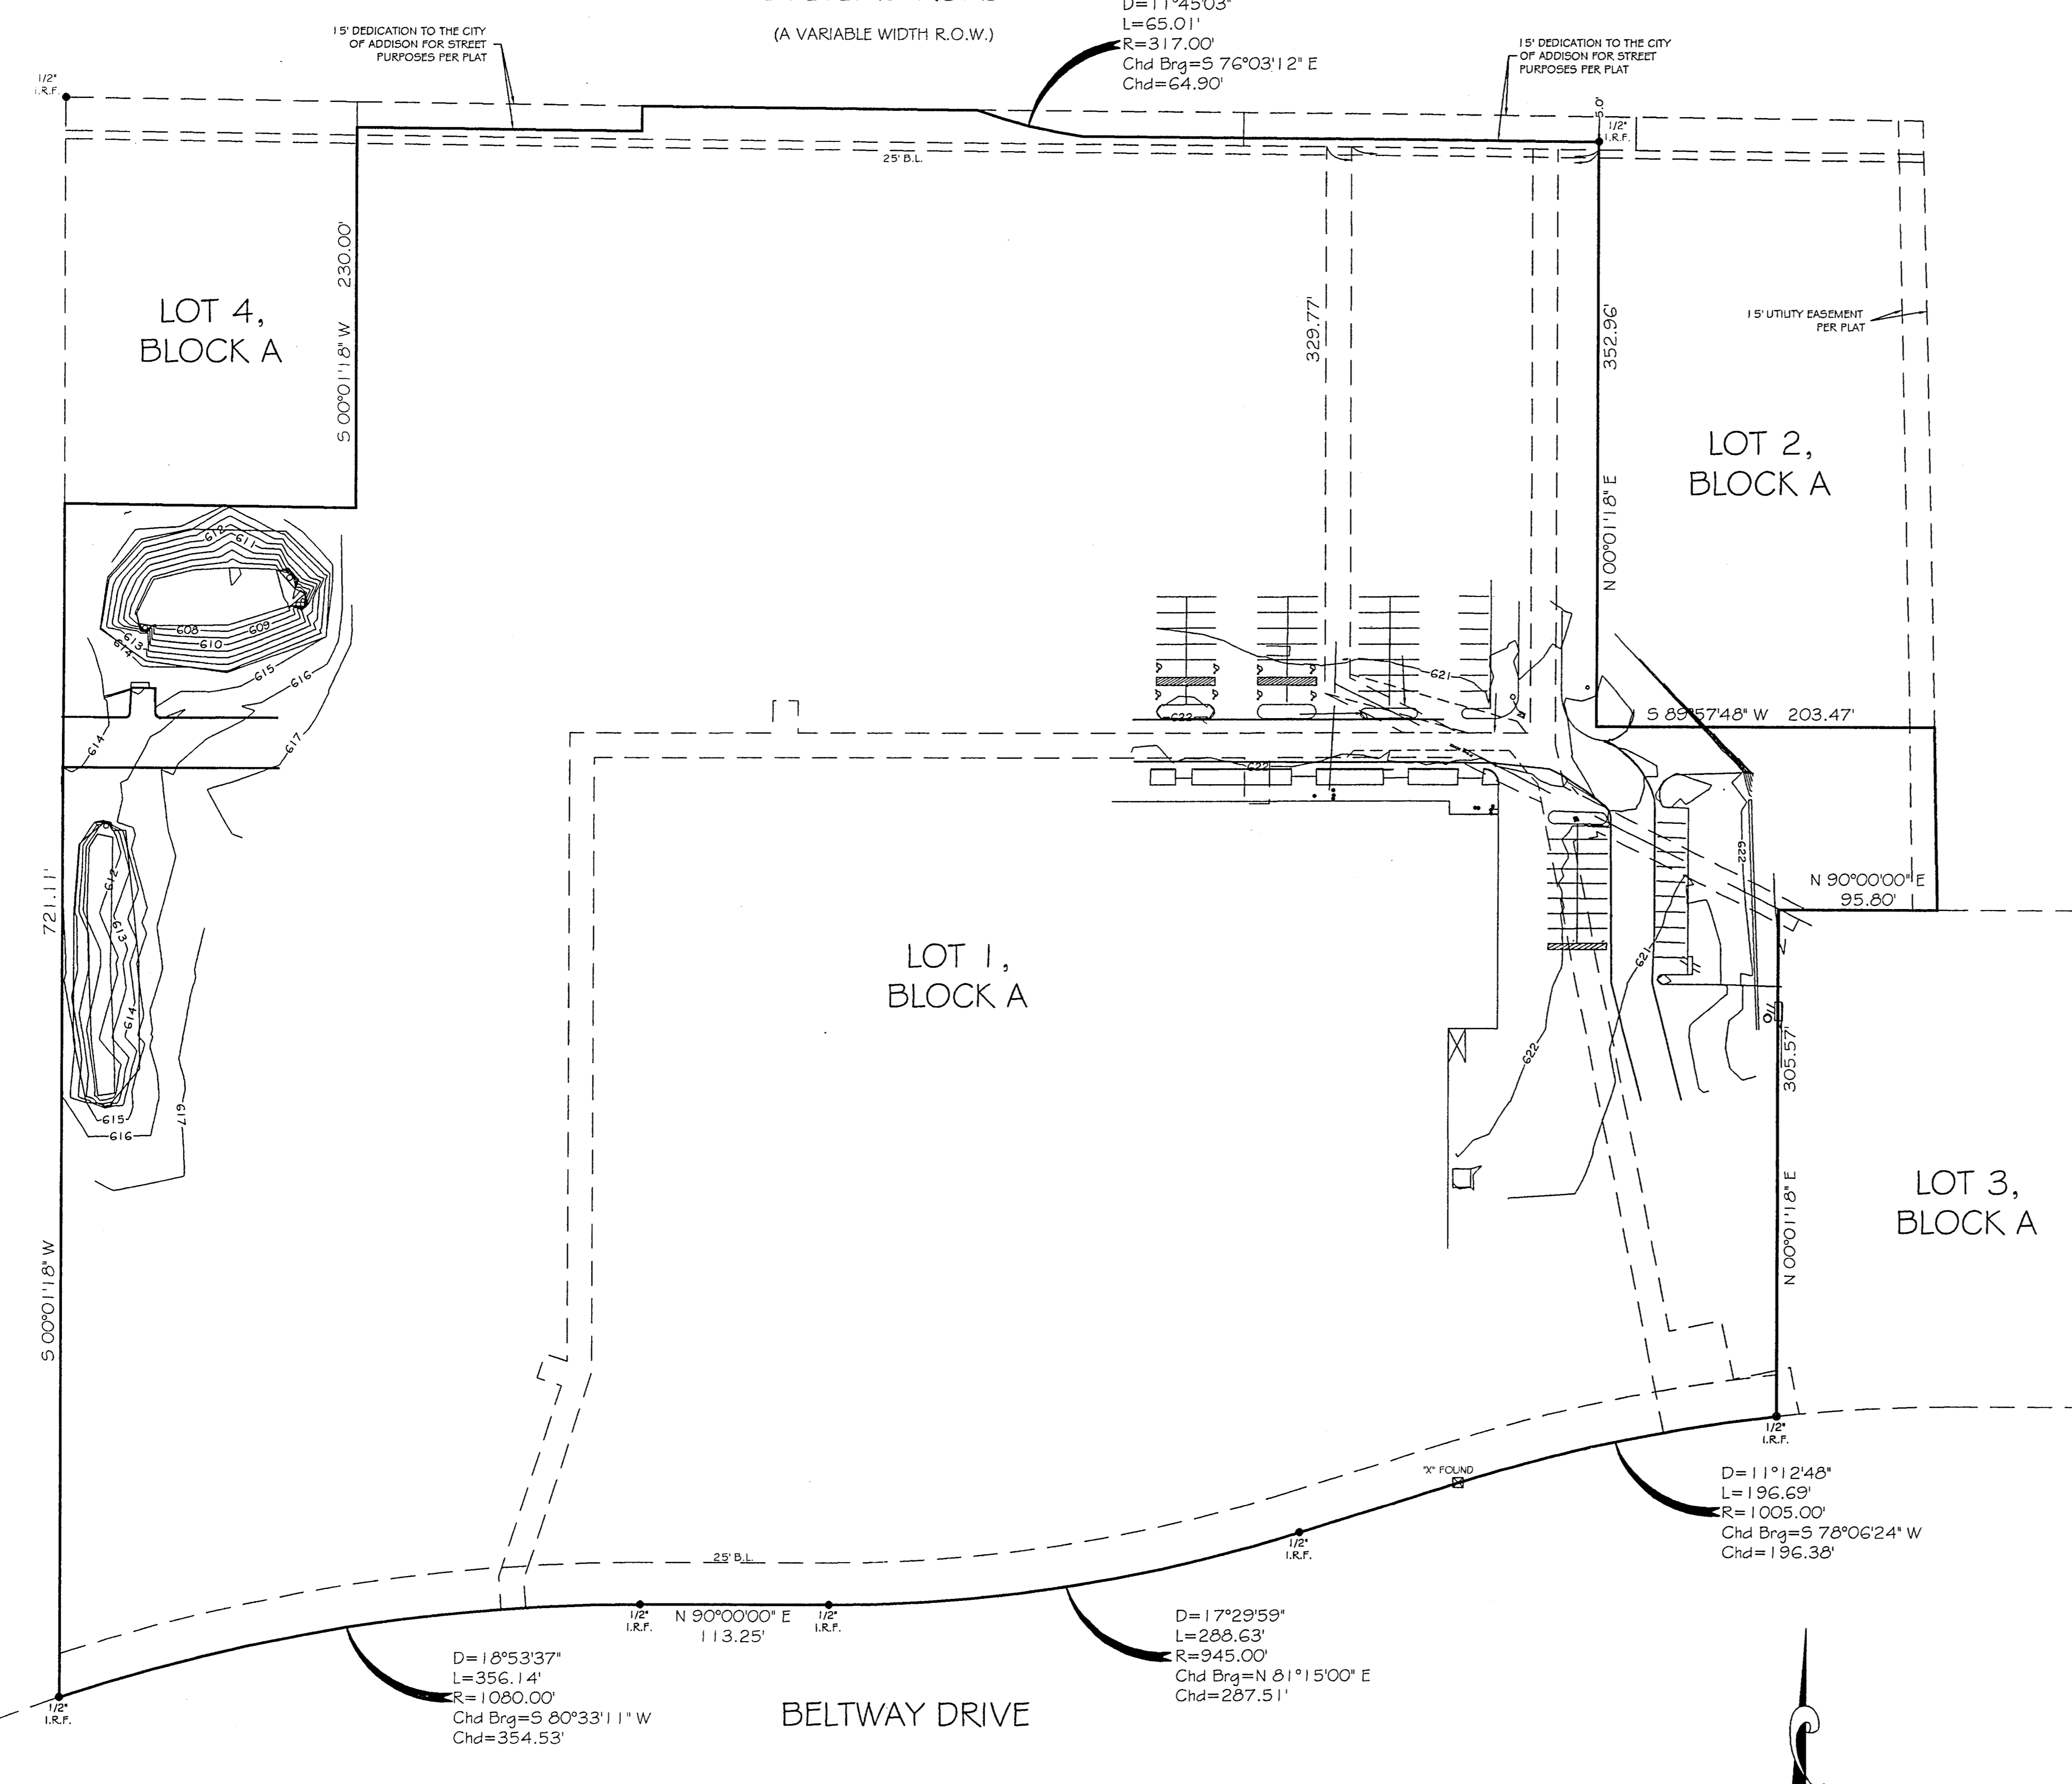 D=11°45'03"
L=65.01'
R=317.00'
Chd Brg=S 76°03'12" E
Chd=64.90'
(A VARIABLE WIDTH R.O.W.)
15' DEDICATION TO THE CITY
OF ADDISON FOR STREET
PURPOSES PER PLAT
15' DEDICATION TO THE CITY
OF ADDISON FOR STREET
PURPOSES PER PLAT
1/2"
I.R.F.
5.0'
1/2"
I.R.F.
25' B.L.
S 00°01'18" W 230.00'
LOT 4,
BLOCK A
329.77'
352.96'
N 00°01'18" E
15' UTILITY EASEMENT
PER PLAT
LOT 2,
BLOCK A
612
611
608
609
610
613
614
615
616
617
614
621
622
S 89°57'48" W 203.47'
622
622
N 90°00'00" E
95.80'
721.11'
S 00°01'18" W
612
613
614
615
616
617
LOT 1,
BLOCK A
621
622
305.57'
N 00°01'18" E
LOT 3,
BLOCK A
1/2"
I.R.F.
"X" FOUND
D=11°12'48"
L=196.69'
R=1005.00'
Chd Brg=S 78°06'24" W
Chd=196.38'
1/2"
I.R.F.
25' B.L.
1/2"
I.R.F.
N 90°00'00" E
113.25'
1/2"
I.R.F.
D=17°29'59"
L=288.63'
R=945.00'
Chd Brg=N 81°15'00" E
Chd=287.51'
D=18°53'37"
L=356.14'
R=1080.00'
Chd Brg=S 80°33'11" W
Chd=354.53'
1/2"
I.R.F.
BELTWAY DRIVE